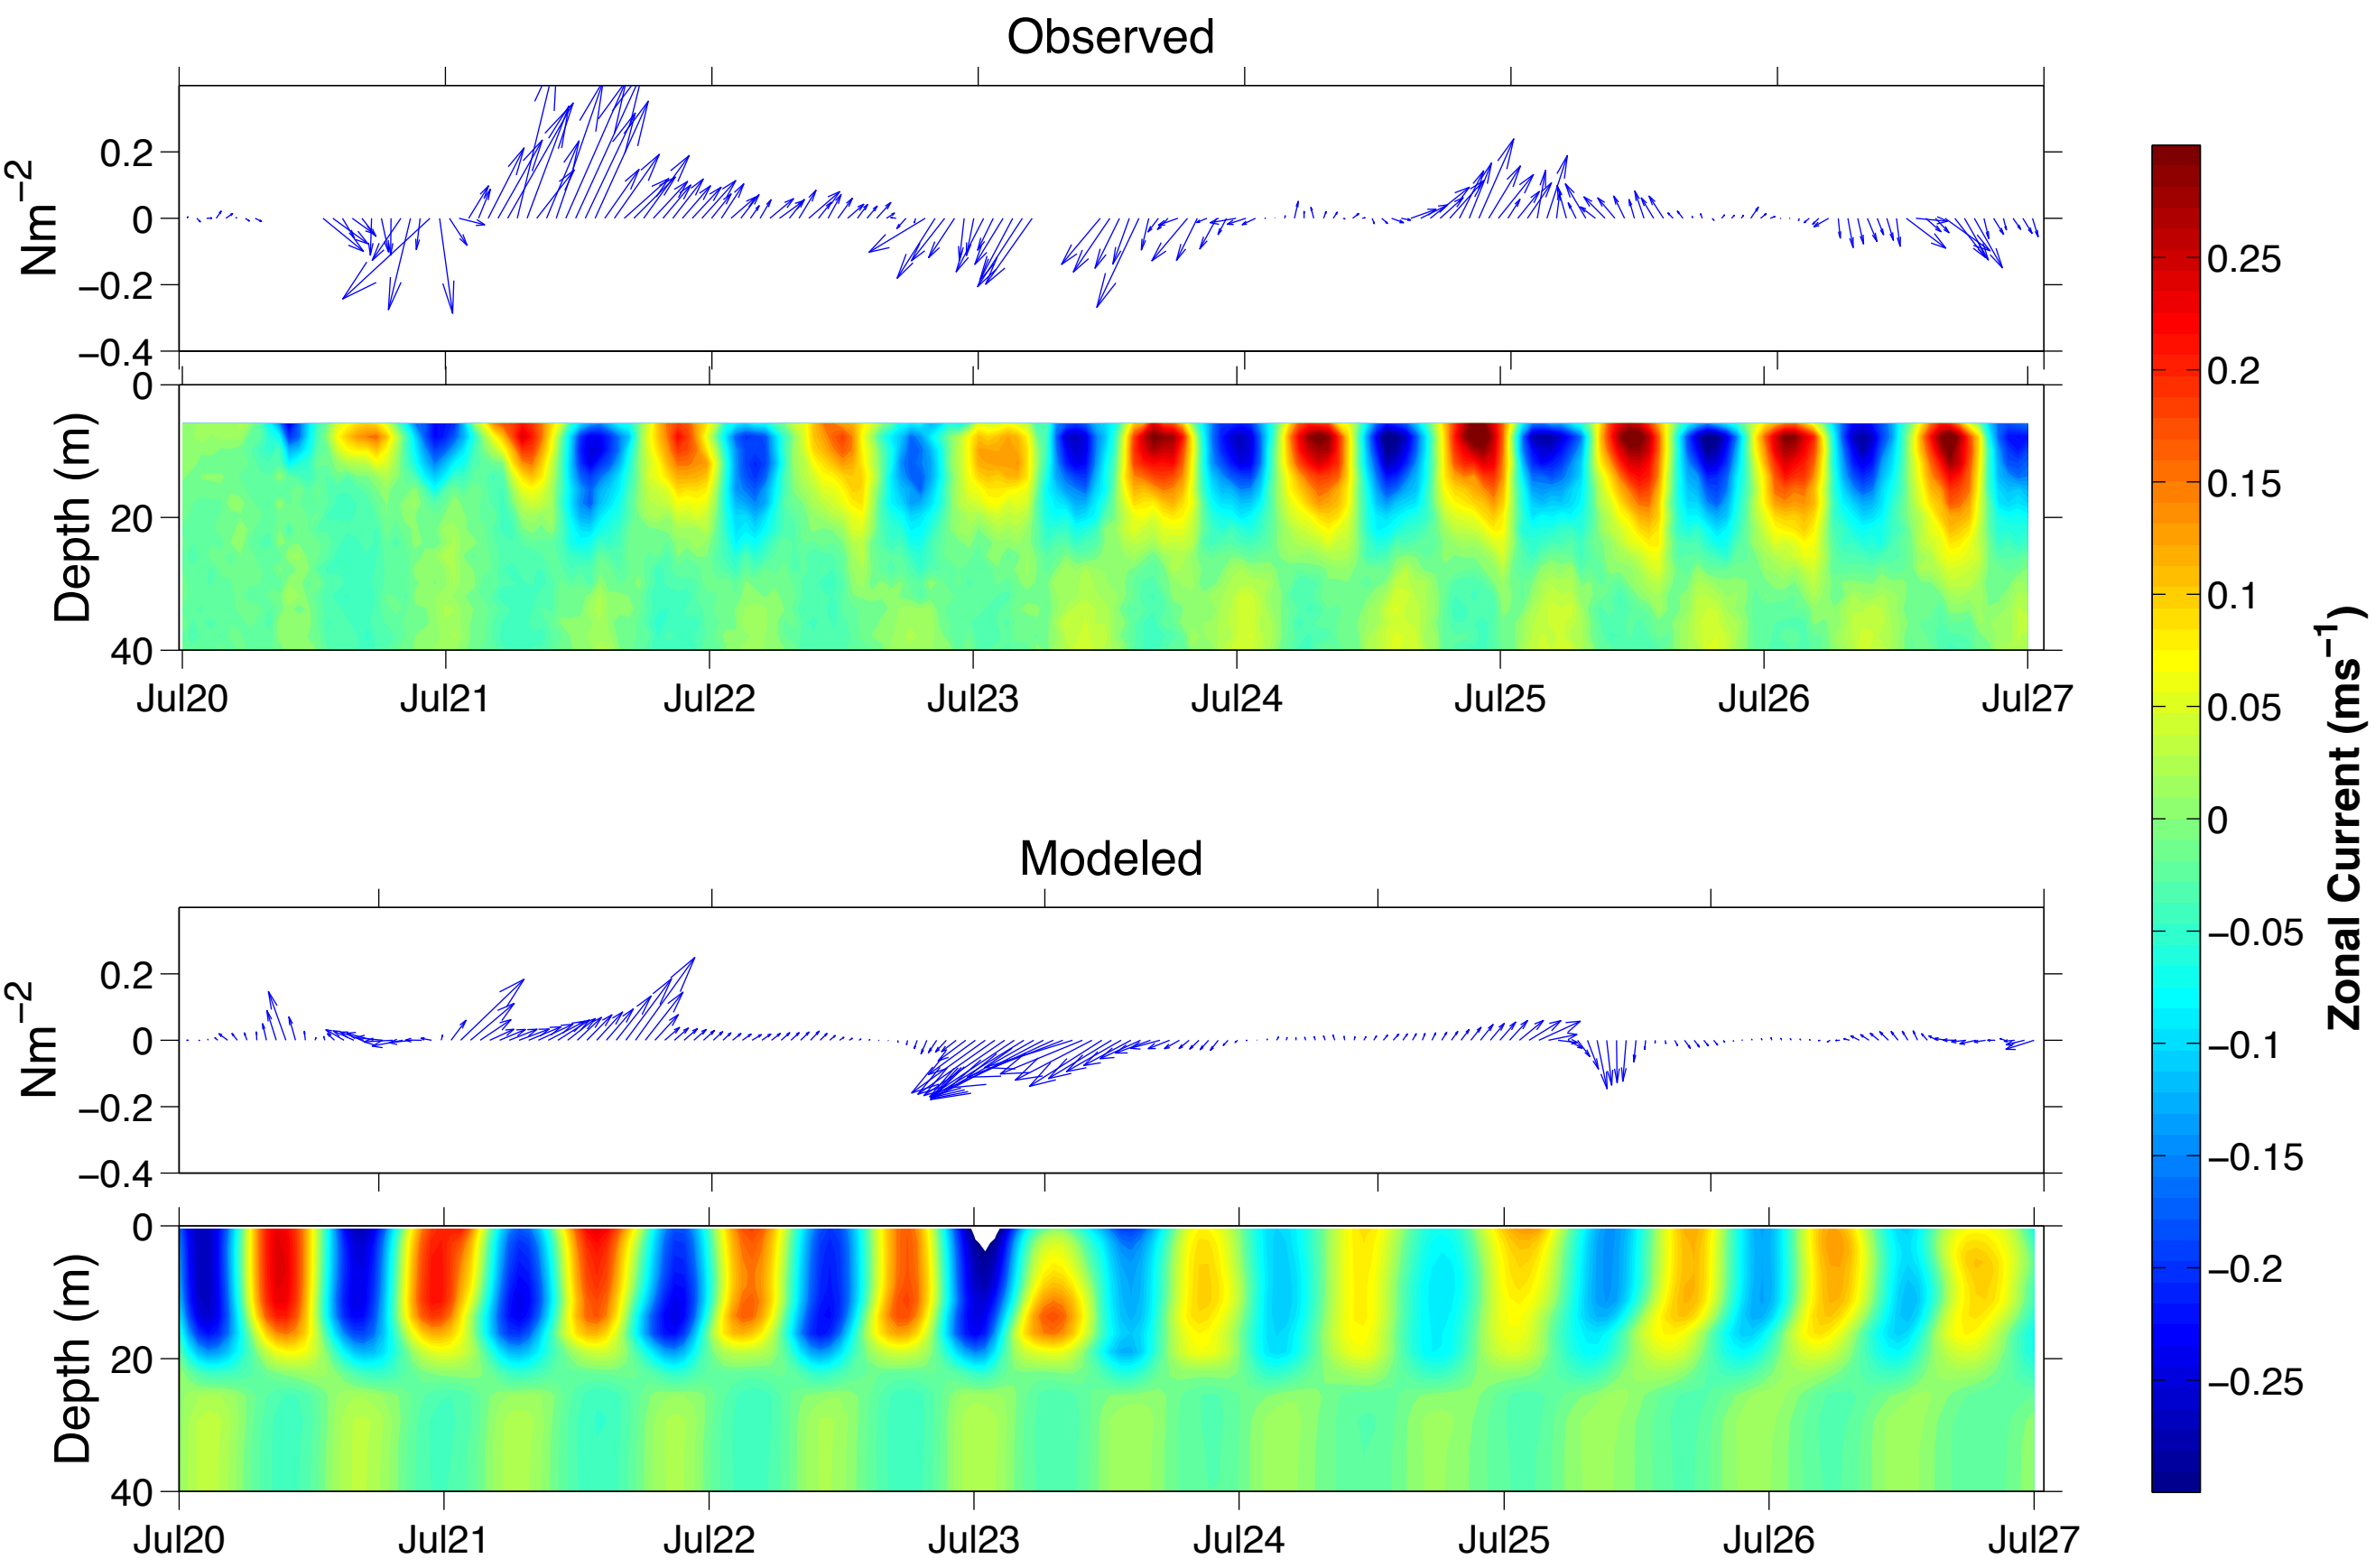 Observed
Nm−2
0.2
0
−0.2
−0.4
Depth (m)
0
20
40
Jul20 Jul21 Jul22 Jul23 Jul24 Jul25 Jul26 Jul27
Modeled
Nm−2
0.2
0
−0.2
−0.4
Depth (m)
0
20
40
Jul20 Jul21 Jul22 Jul23 Jul24 Jul25 Jul26 Jul27
0.25
0.2
0.15
0.1
0.05
0
−0.05
−0.1
−0.15
−0.2
−0.25
Zonal Current (ms−1)